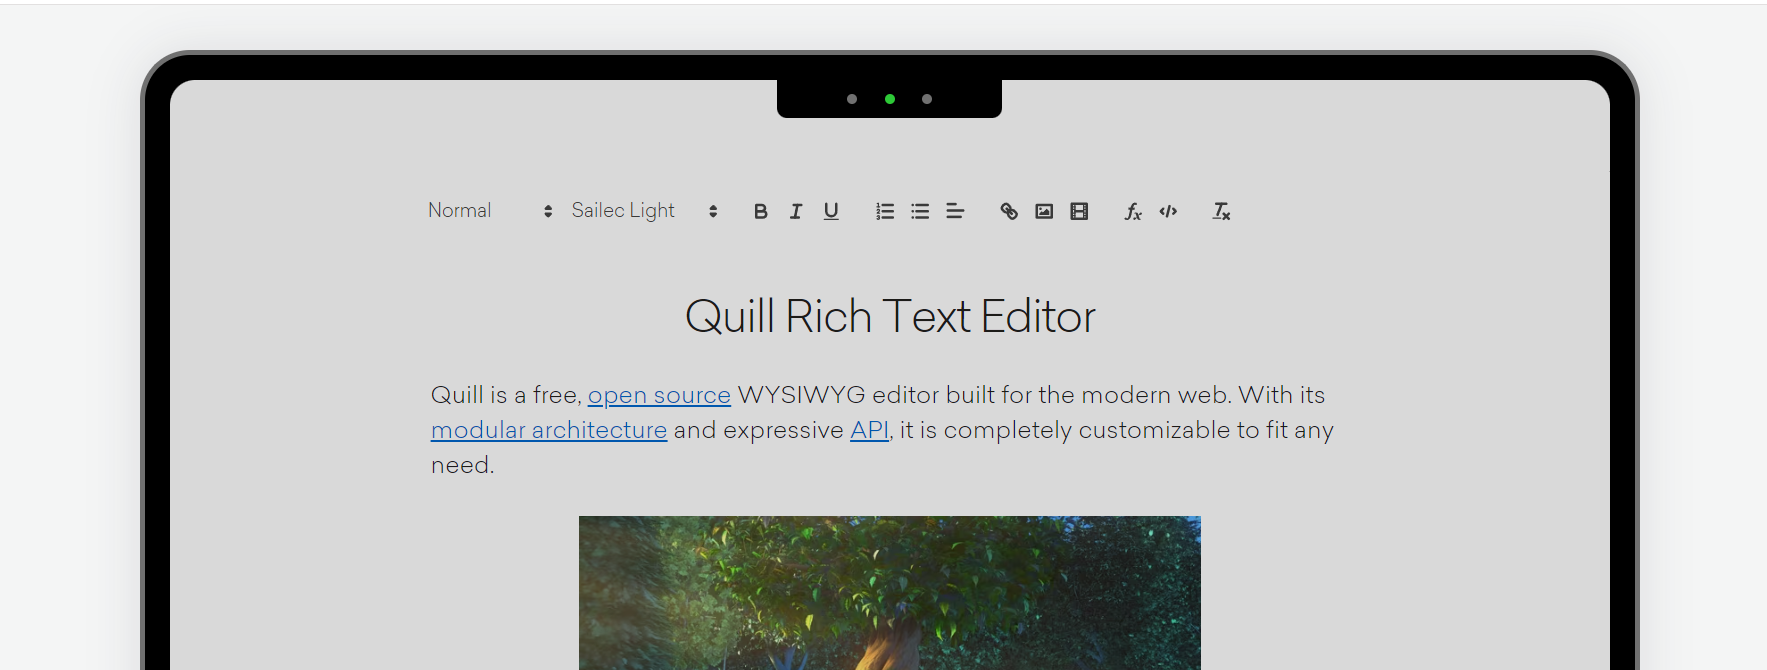 Normal Sailec Light
Quill Rich Text Editor
Quill is a free, open source WYSIWYG editor built for the modern web. With its
modular architecture and expressive API, it is completely customizable to fit any
need.